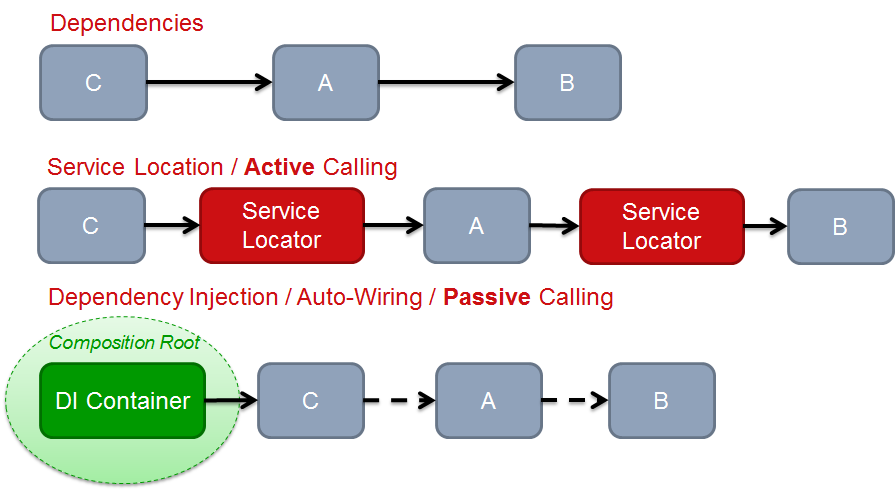 Dependencies
C
A
B
Service Location / Active Calling
C
Service
Locator
A
Service
Locator
B
Dependency Injection / Auto-Wiring / Passive Calling
Composition Root
DI Container
C
A
B